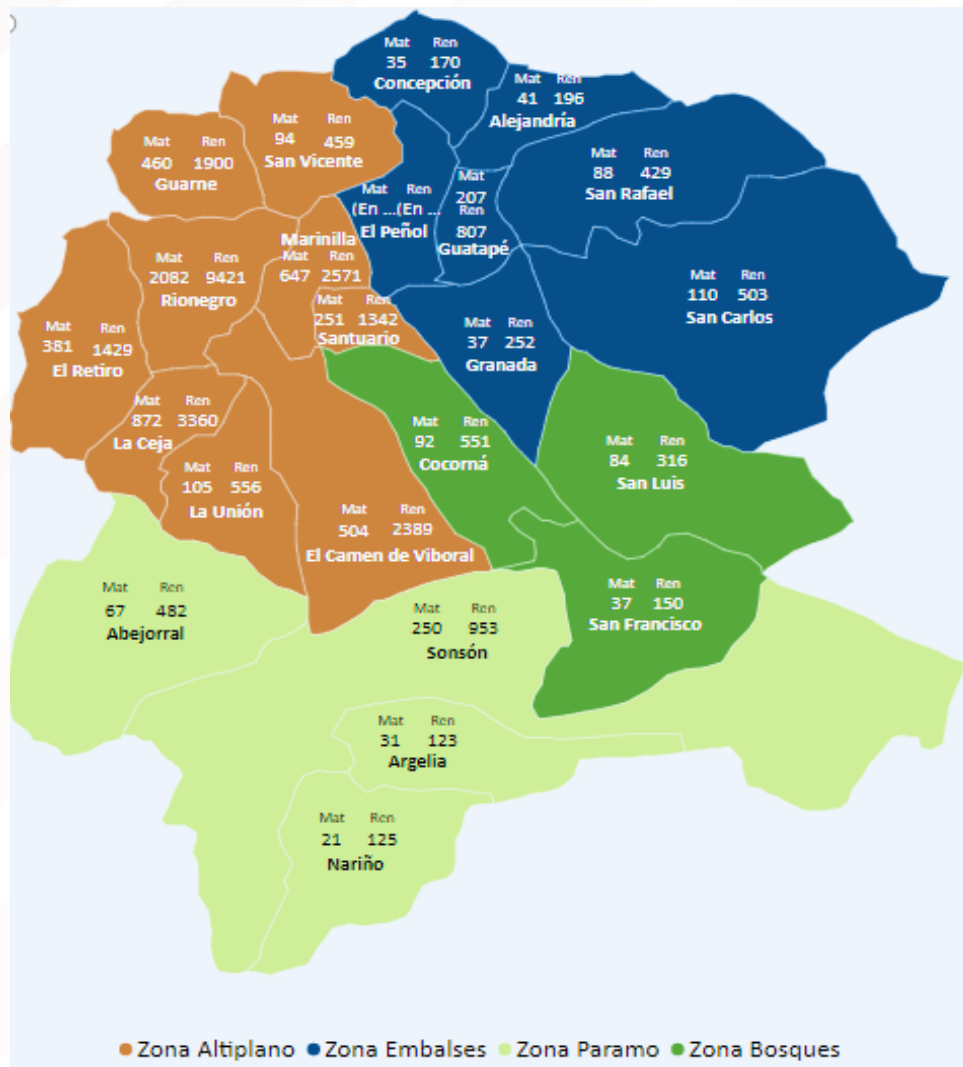 Mat Ren
35 170
Concepción
Mat Ren
41 196
Alejandría
Mat Ren
94 459
San Vicente
Mat Ren
460 1900
Guarne
Mat Ren
88 429
San Rafael
Mat
207
Ren
807
Guatapé
Mat Ren
(En ...(En ...
El Peñol
Marinilla
Mat Ren
647 2571
Mat Ren
2082 9421
Rionegro
Mat Ren
110 503
San Carlos
Mat Ren
251 1342
Santuario
Mat Ren
37 252
Granada
Mat Ren
381 1429
El Retiro
Mat Ren
872 3360
La Ceja
Mat Ren
92 551
Cocorná
Mat Ren
84 316
San Luis
Mat Ren
105 556
La Unión
Mat Ren
504 2389
El Camen de Viboral
Mat Ren
67 482
Abejorral
Mat Ren
37 150
San Francisco
Mat Ren
250 953
Sonsón
Mat Ren
31 123
Argelia
Mat Ren
21 125
Nariño
Zona Altiplano Zona Embalses Zona Paramo Zona Bosques